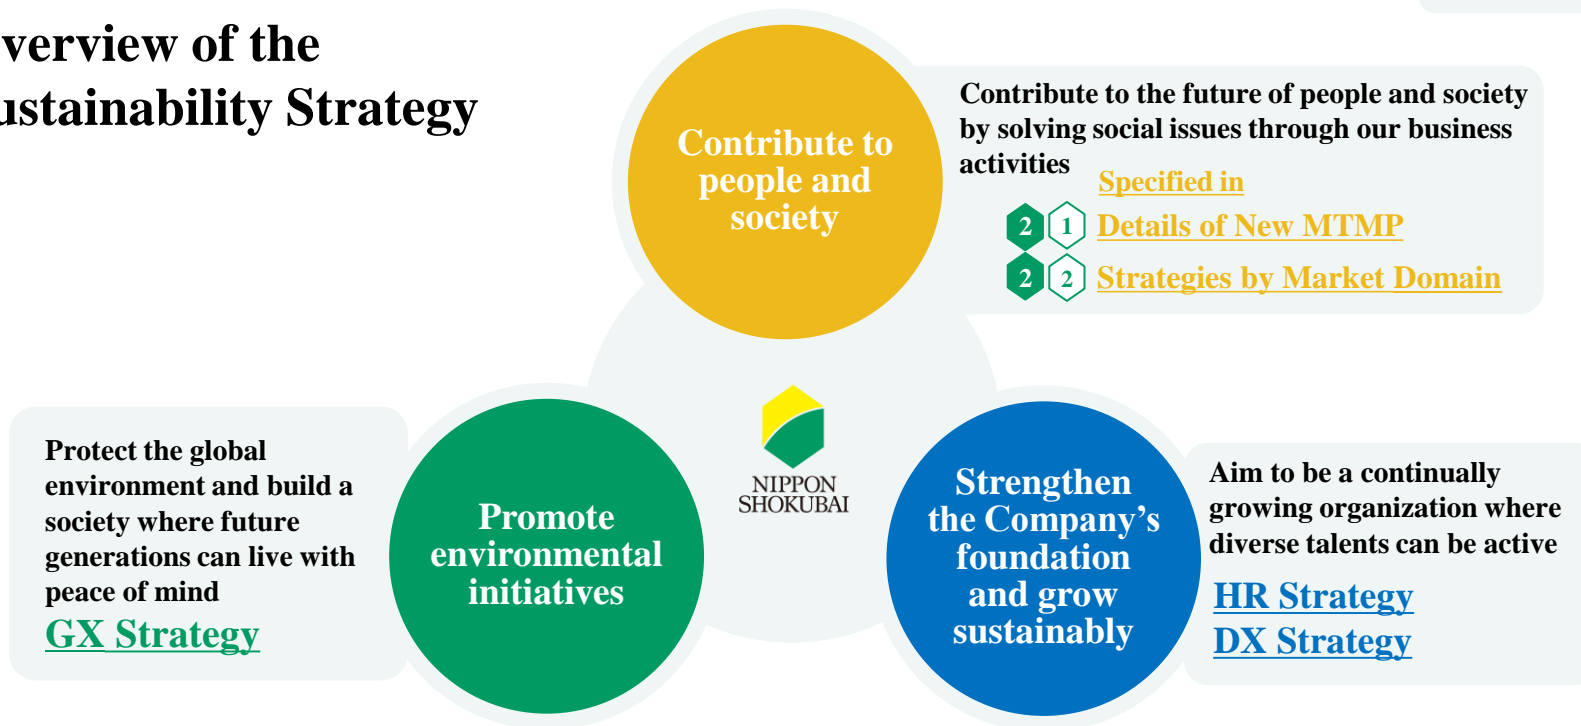 verview of the
ustainability Strategy
Contribute to
people and
society
Contribute to the future of people and society
by solving social issues through our business
activities
Specified in
2 1 Details of New MTMP
2 2 Strategies by Market Domain
Protect the global
environment and build a
society where future
generations can live with
peace of mind
GX Strategy
Promote
environmental
initiatives
NIPPON
SHOKUBAI
Strengthen
the Company's
foundation
and grow
sustainably
Aim to be a continually
growing organization where
diverse talents can be active
HR Strategy
DX Strategy